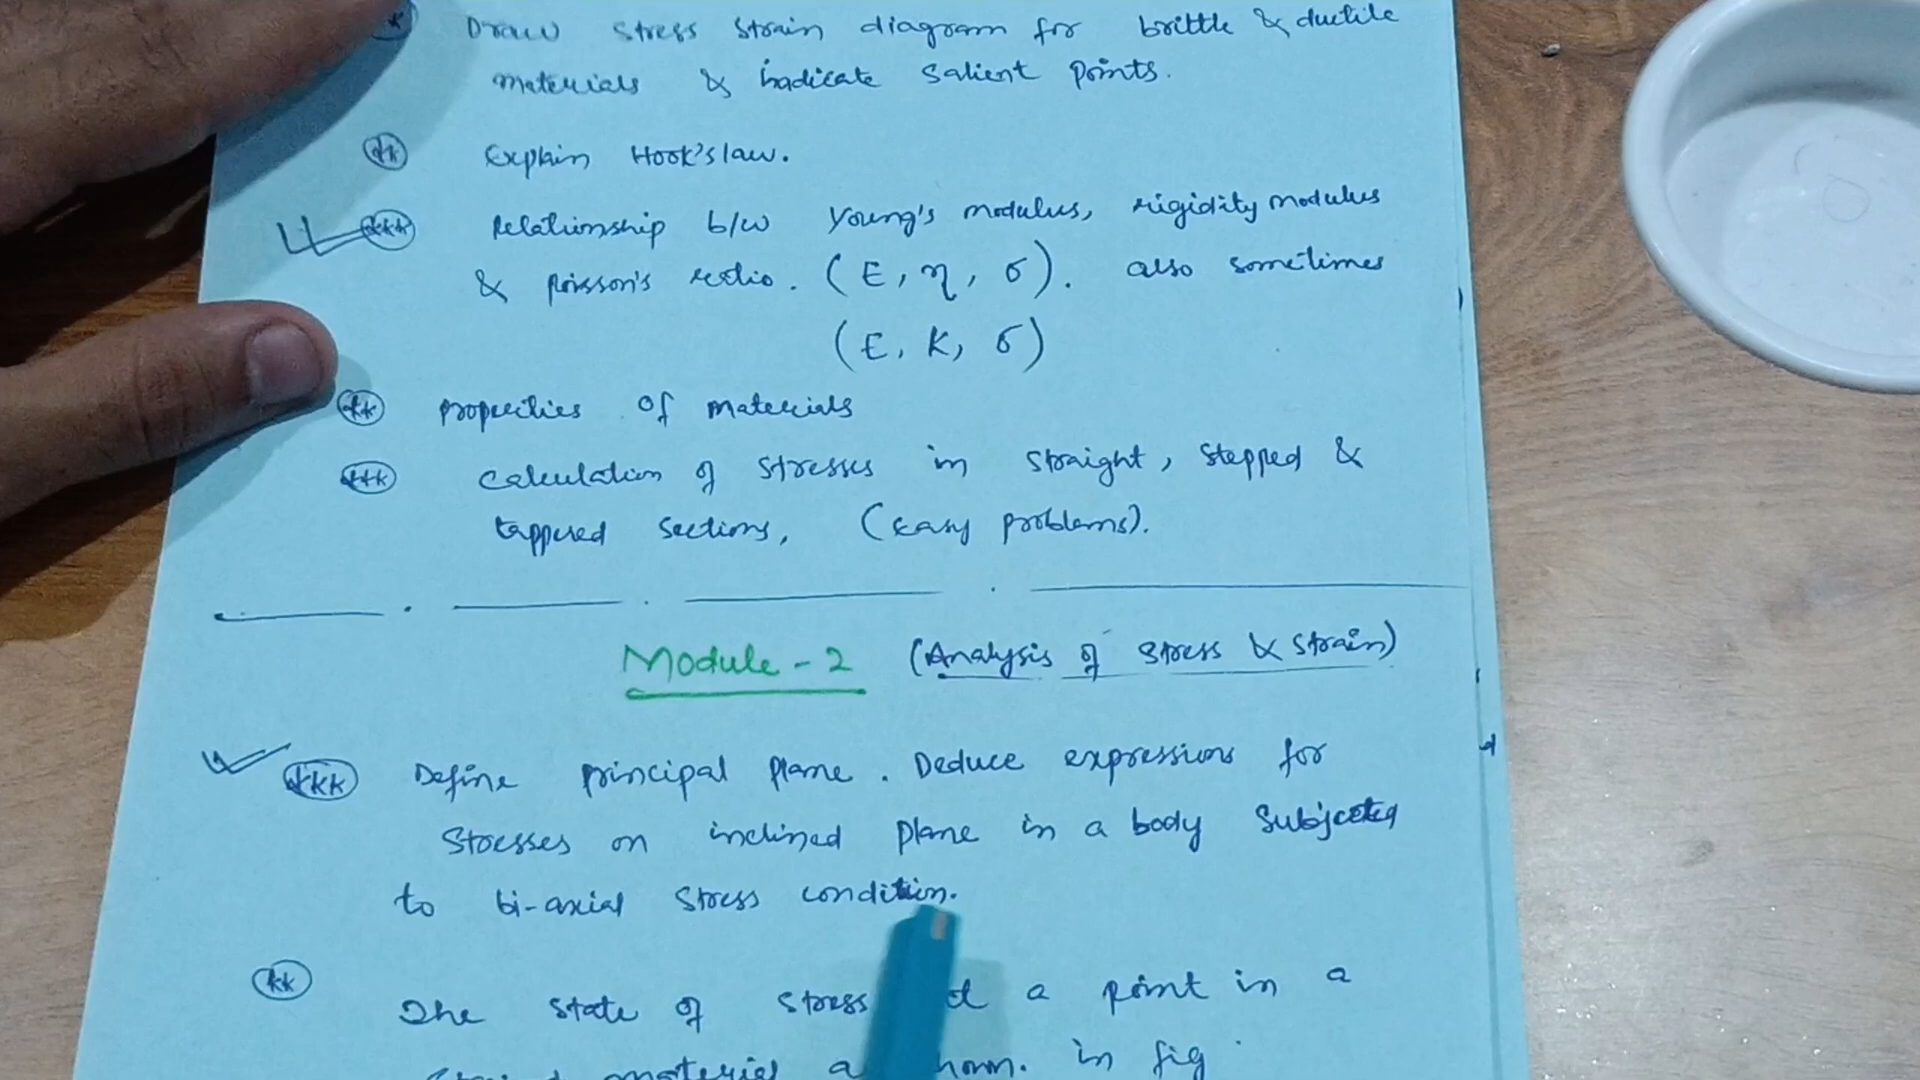 Draw stress strain diagram for brittle & ductile
materials & indicate salient points.
** Explain Hook's law.
*** Relationship b/w young's modulus, rigidity modulus
& poisson's ratio. (E, η, σ). also sometimes
(E, K, σ)
** properties of materials
*** calculation of stresses in straight, stepped &
tappered sections, (Easy problems).
Module - 2 (Analysis of stress & strain)
*** Define principal plane. Deduce expressions for
stresses on inclined plane in a body subjected
to bi-axial stress condition.
** The state of stress a point in a
material in fig